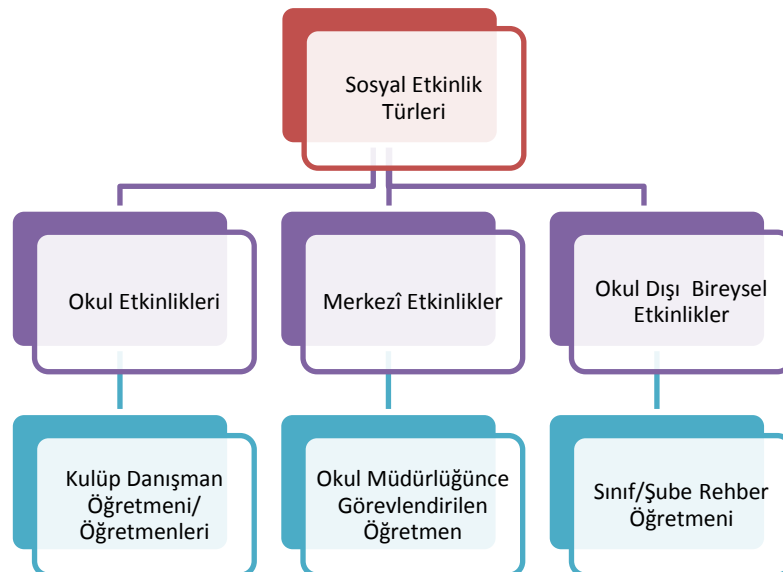 Sosyal Etkinlik
Türleri
Okul Etkinlikleri
Merkezî Etkinlikler
Okul Dışı Bireysel
Etkinlikler
Kulüp Danışman
Öğretmeni/
Öğretmenleri
Okul Müdürlüğünce
Görevlendirilen
Öğretmen
Sınıf/Şube Rehber
Öğretmeni